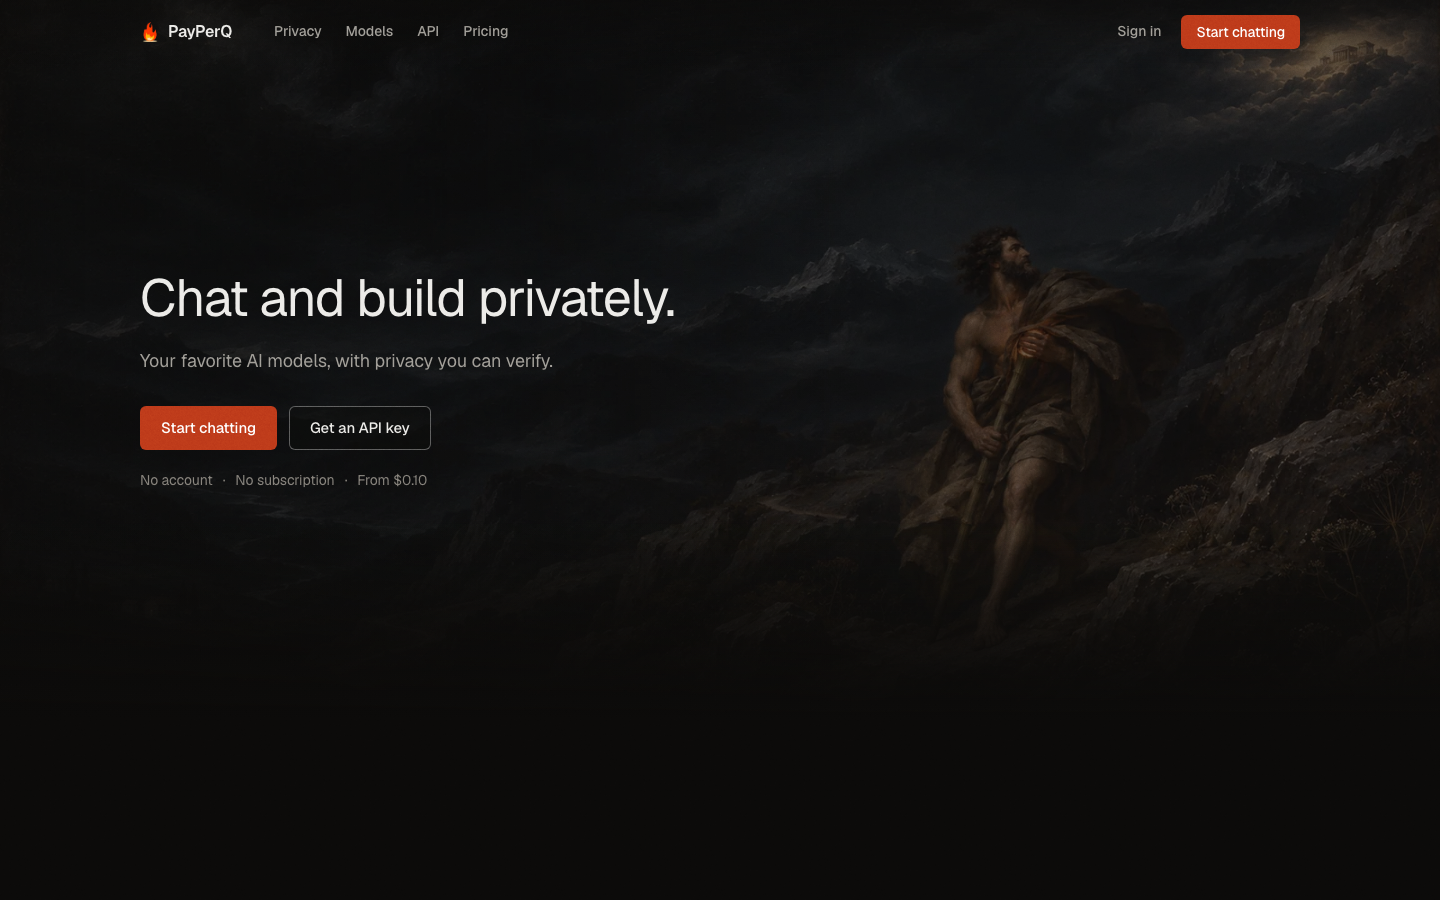 PayPerQ Privacy Models API Pricing Sign in Start chatting
Chat and build privately.
Your favorite AI models, with privacy you can verify.
Start chatting Get an API key
No account · No subscription · From $0.10